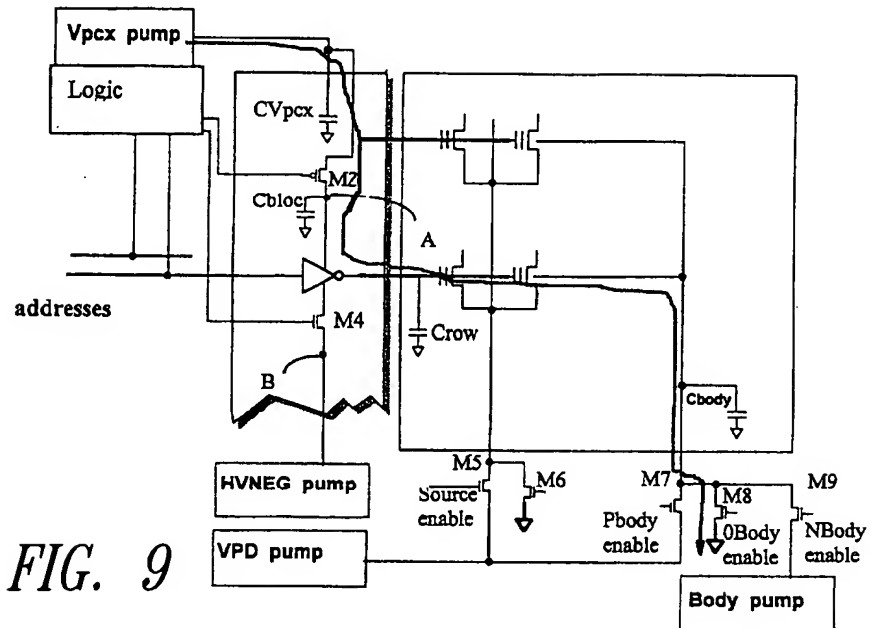 Vpcx pump
Logic
CVpcx
M2
Cbloc
A
addresses
M4
Crow
B
Cbody
HVNEG pump
M5
Source
enable
M6
M7
M8
M9
Pbody
enable
0Body
enable
NBody
enable
VPD pump
Body pump
FIG. 9